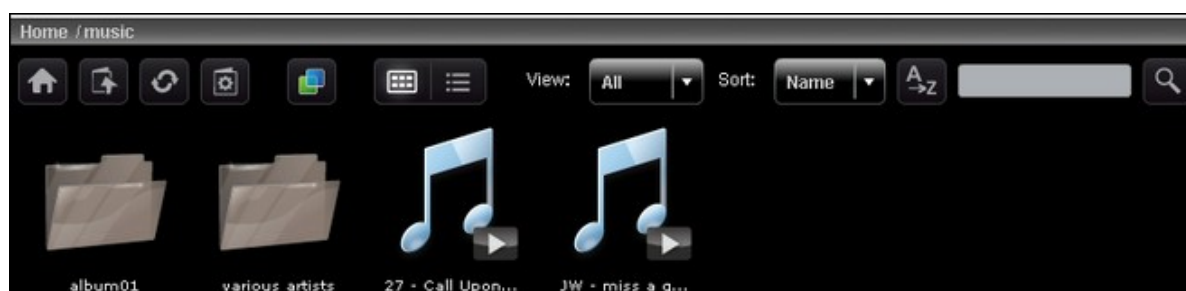 Home / music
View: All Sort: Name A→Z
album01 various artists 27 - Call Upon... JW - miss a g...